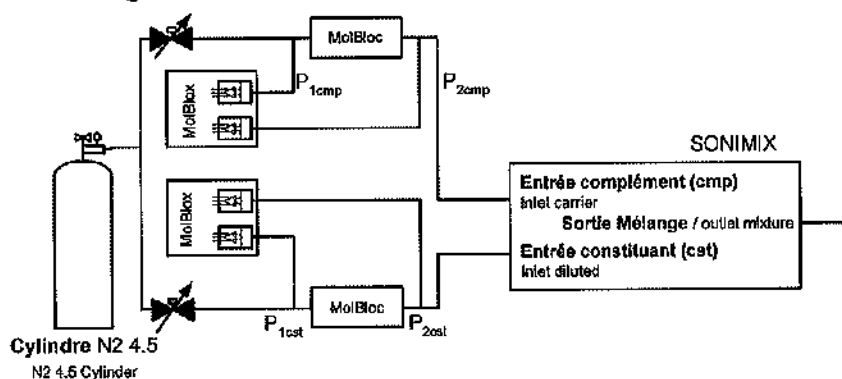 MolBloc
P1cmp
P2cmp
MolBlox
SONIMIX
Entrée complément (cmp)
Inlet carrier
Sortie Mélange / outlet mixture
Entrée constituant (cst)
Inlet diluted
MolBlox
MolBloc
P1cst
P2cst
Cylindre N2 4.5
N2 4.5 Cylinder